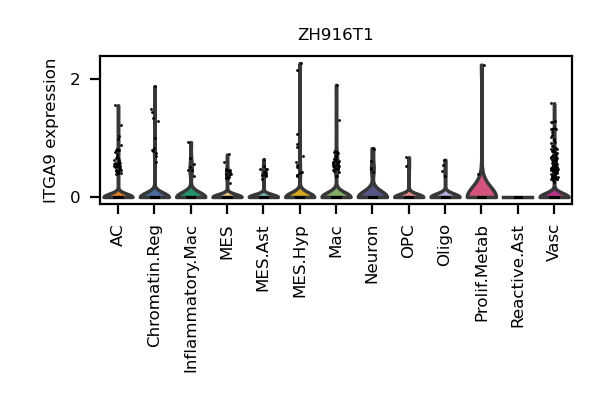 ZH916T1
ITGA9 expression
2
0
AC
Chromatin.Reg
Inflammatory.Mac
MES
MES.Ast
MES.Hyp
Mac
Neuron
OPC
Oligo
Prolif.Metab
Reactive.Ast
Vasc